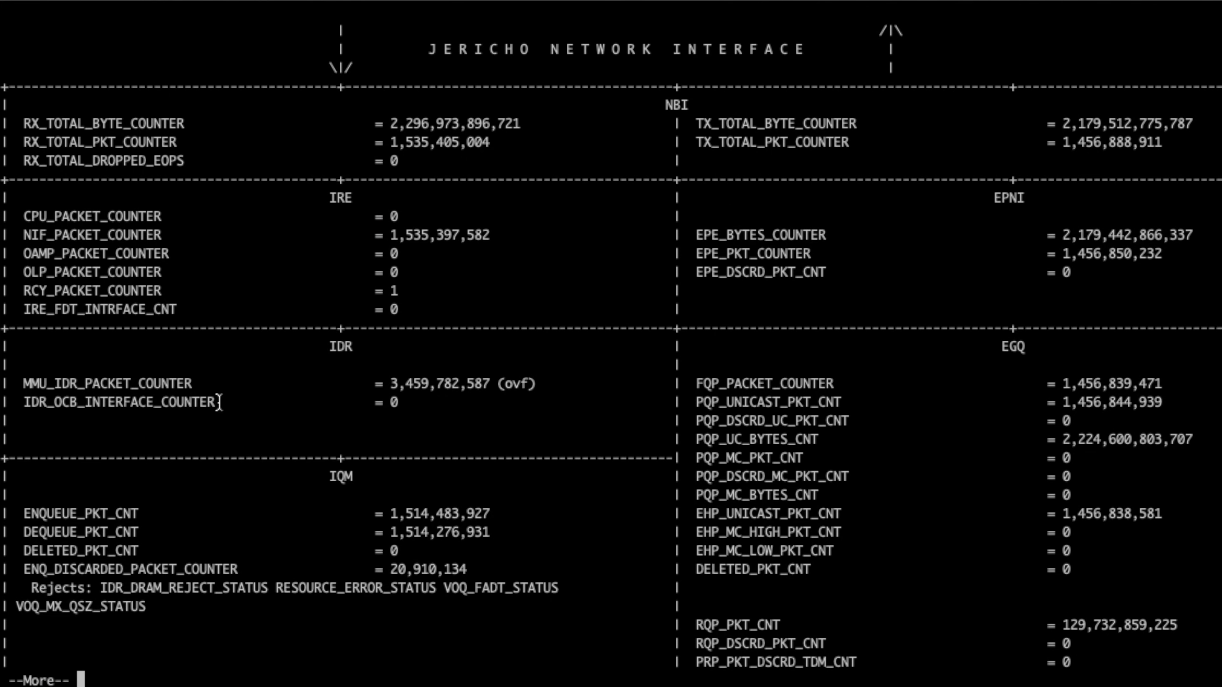 JERICHO NETWORK INTERFACE
NBI
RX_TOTAL_BYTE_COUNTER = 2,296,973,896,721 | TX_TOTAL_BYTE_COUNTER = 2,179,512,775,787
RX_TOTAL_PKT_COUNTER = 1,535,405,004 | TX_TOTAL_PKT_COUNTER = 1,456,888,911
RX_TOTAL_DROPPED_EOPS = 0
IRE | EPNI
CPU_PACKET_COUNTER = 0
NIF_PACKET_COUNTER = 1,535,397,582 | EPE_BYTES_COUNTER = 2,179,442,866,337
OAMP_PACKET_COUNTER = 0 | EPE_PKT_COUNTER = 1,456,850,232
OLP_PACKET_COUNTER = 0 | EPE_DSCRD_PKT_CNT = 0
RCY_PACKET_COUNTER = 1
IRE_FDT_INTRFACE_CNT = 0
IDR | EGQ
MMU_IDR_PACKET_COUNTER = 3,459,782,587 (ovf) | FQP_PACKET_COUNTER = 1,456,839,471
IDR_OCB_INTERFACE_COUNTER = 0 | PQP_UNICAST_PKT_CNT = 1,456,844,939
PQP_DSCRD_UC_PKT_CNT = 0
PQP_UC_BYTES_CNT = 2,224,600,803,707
PQP_MC_PKT_CNT = 0
IQM | PQP_DSCRD_MC_PKT_CNT = 0
PQP_MC_BYTES_CNT = 0
ENQUEUE_PKT_CNT = 1,514,483,927 | EHP_UNICAST_PKT_CNT = 1,456,838,581
DEQUEUE_PKT_CNT = 1,514,276,931 | EHP_MC_HIGH_PKT_CNT = 0
DELETED_PKT_CNT = 0 | EHP_MC_LOW_PKT_CNT = 0
ENQ_DISCARDED_PACKET_COUNTER = 20,910,134 | DELETED_PKT_CNT = 0
Rejects: IDR_DRAM_REJECT_STATUS RESOURCE_ERROR_STATUS VOQ_FADT_STATUS
VOQ_MX_QSZ_STATUS
RQP_PKT_CNT = 129,732,859,225
RQP_DSCRD_PKT_CNT = 0
PRP_PKT_DSCRD_TDM_CNT = 0
--More--